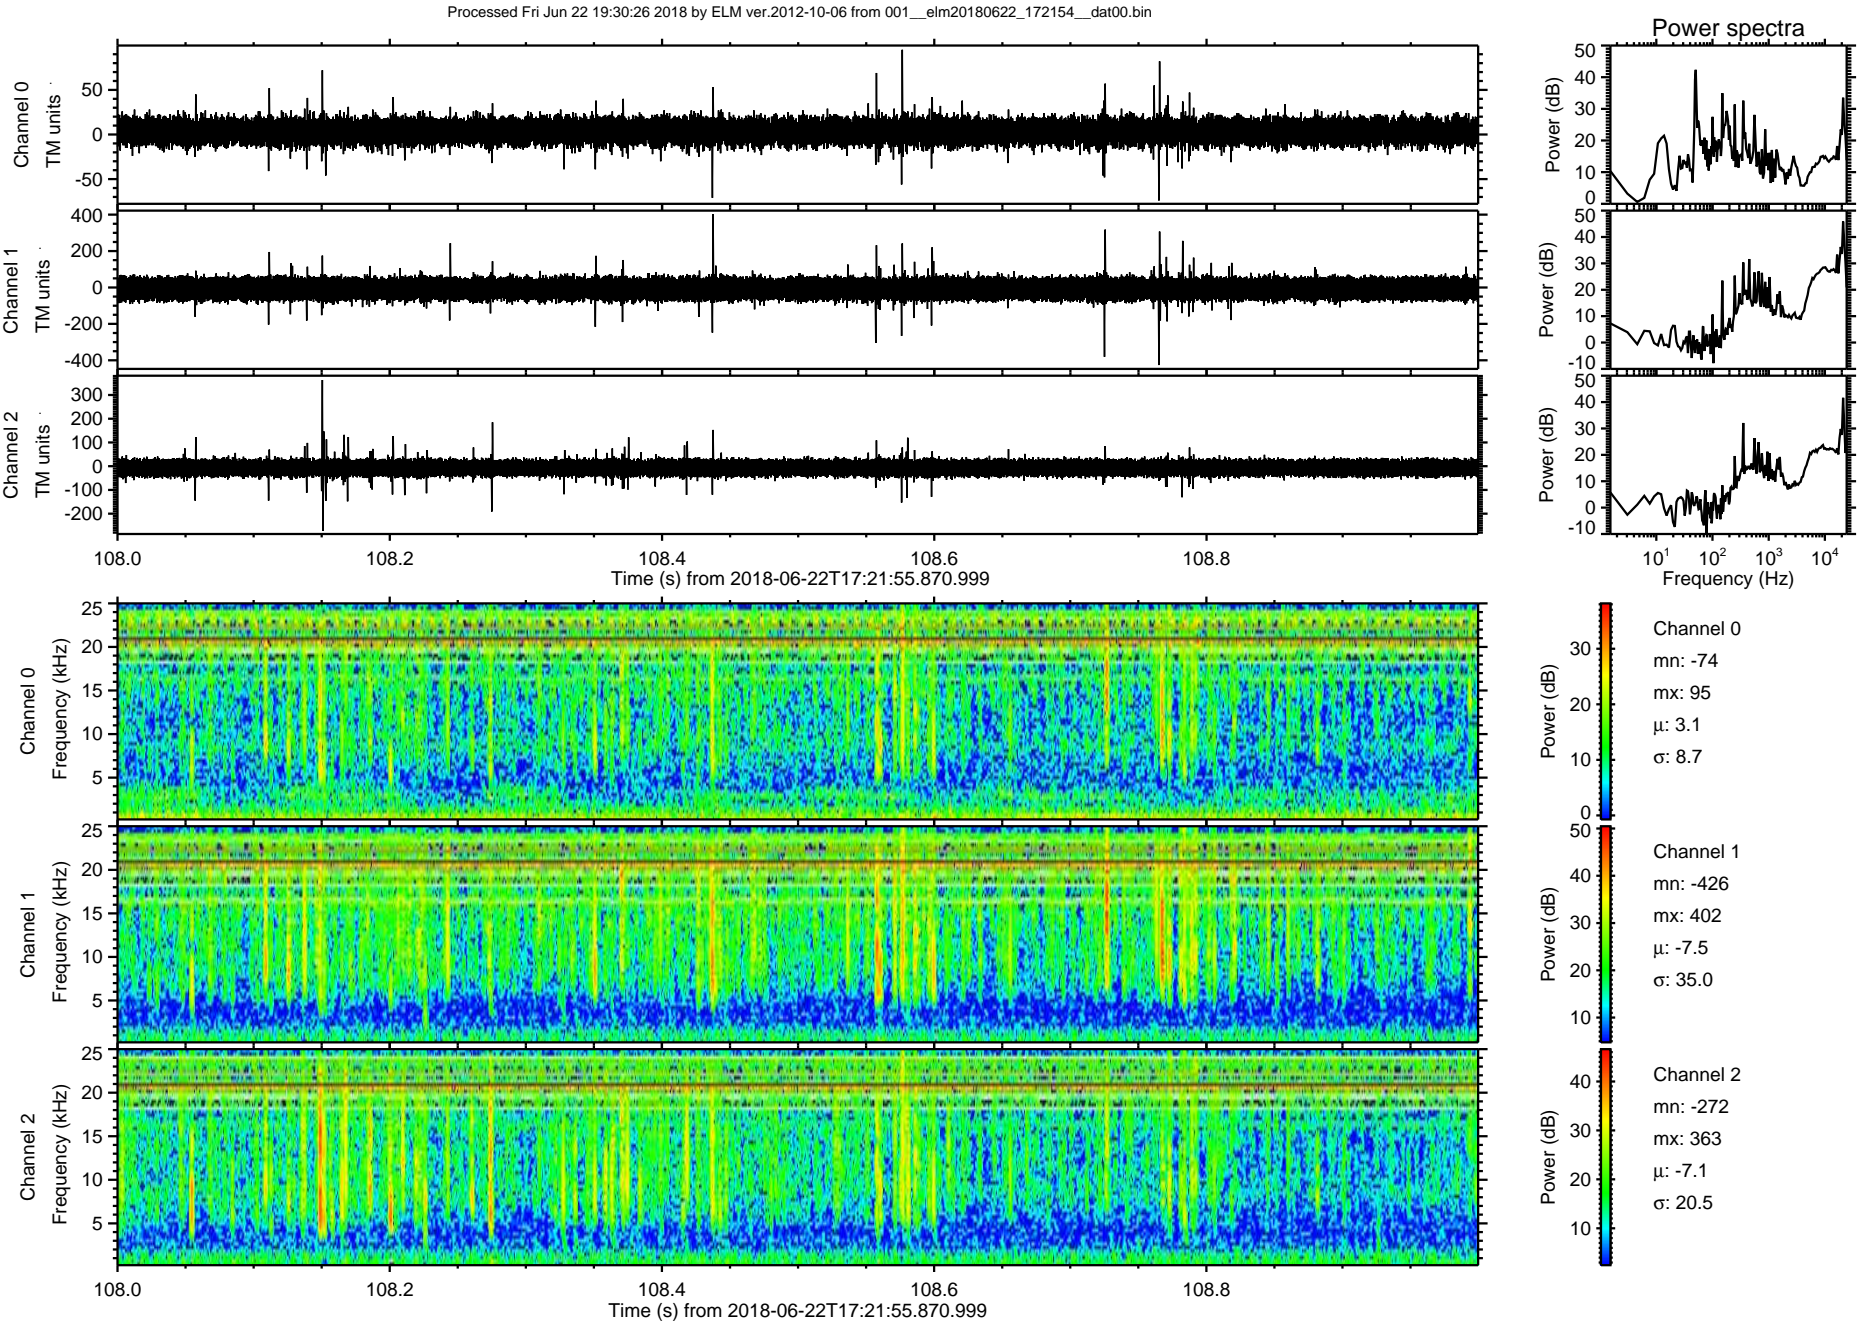 Processed Fri Jun 22 19:30:26 2018 by ELM ver.2012-10-06 from 001__elm20180622_172154__dat00.bin
Power spectra
Channel 0
TM units
50
0
-50
Power (dB)
50
40
30
20
10
0
Channel 1
TM units
400
200
0
-200
-400
Power (dB)
50
40
30
20
10
0
-10
Channel 2
TM units
300
200
100
0
-100
-200
Power (dB)
50
40
30
20
10
0
-10
108.0 108.2 108.4 108.6 108.8
Time (s) from 2018-06-22T17:21:55.870.999
10^1 10^2 10^3 10^4
Frequency (Hz)
Channel 0
Frequency (kHz)
25
20
15
10
5
Power (dB)
30
20
10
0
Channel 0
mn: -74
mx: 95
μ: 3.1
σ: 8.7
Channel 1
Frequency (kHz)
25
20
15
10
5
Power (dB)
50
40
30
20
10
Channel 1
mn: -426
mx: 402
μ: -7.5
σ: 35.0
Channel 2
Frequency (kHz)
25
20
15
10
5
Power (dB)
40
30
20
10
Channel 2
mn: -272
mx: 363
μ: -7.1
σ: 20.5
108.0 108.2 108.4 108.6 108.8
Time (s) from 2018-06-22T17:21:55.870.999